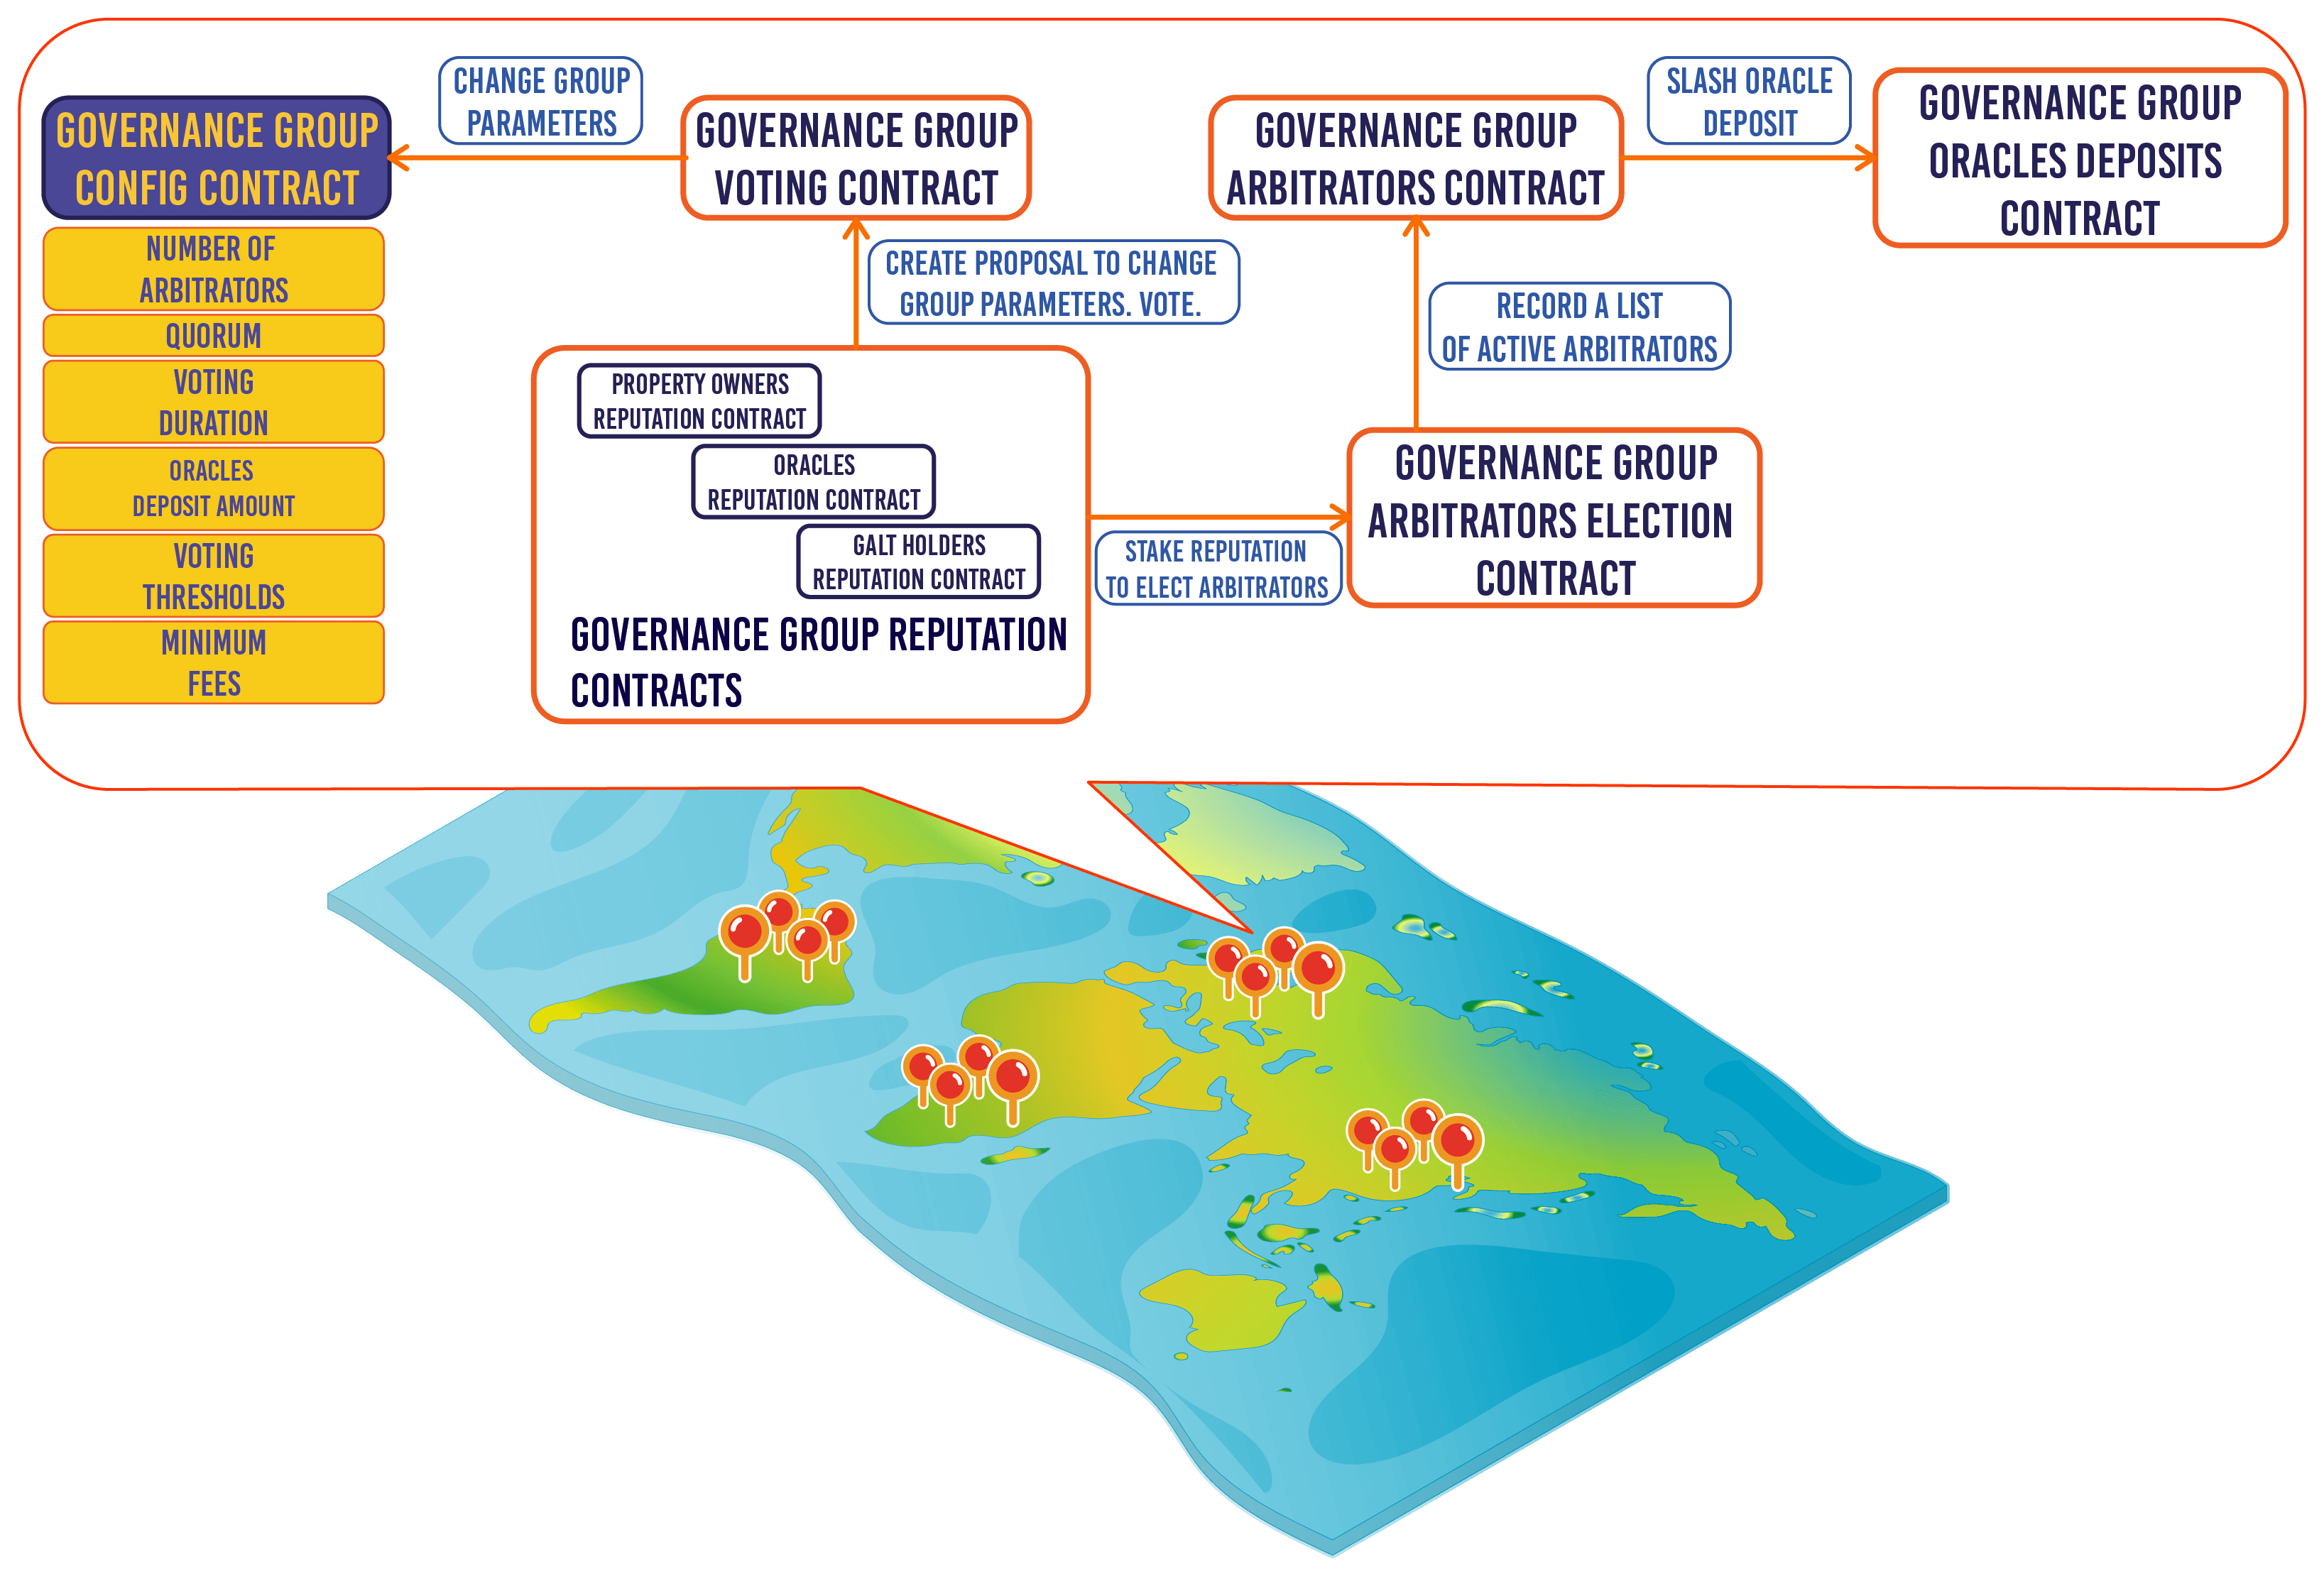 GOVERNANCE GROUP
CONFIG CONTRACT
NUMBER OF
ARBITRATORS
QUORUM
VOTING
DURATION
ORACLES
DEPOSIT AMOUNT
VOTING
THRESHOLDS
MINIMUM
FEES
CHANGE GROUP
PARAMETERS
GOVERNANCE GROUP
VOTING CONTRACT
CREATE PROPOSAL TO CHANGE
GROUP PARAMETERS. VOTE.
PROPERTY OWNERS
REPUTATION CONTRACT
ORACLES
REPUTATION CONTRACT
GALT HOLDERS
REPUTATION CONTRACT
GOVERNANCE GROUP REPUTATION
CONTRACTS
STAKE REPUTATION
TO ELECT ARBITRATORS
GOVERNANCE GROUP
ARBITRATORS ELECTION
CONTRACT
RECORD A LIST
OF ACTIVE ARBITRATORS
GOVERNANCE GROUP
ARBITRATORS CONTRACT
SLASH ORACLE
DEPOSIT
GOVERNANCE GROUP
ORACLES DEPOSITS
CONTRACT